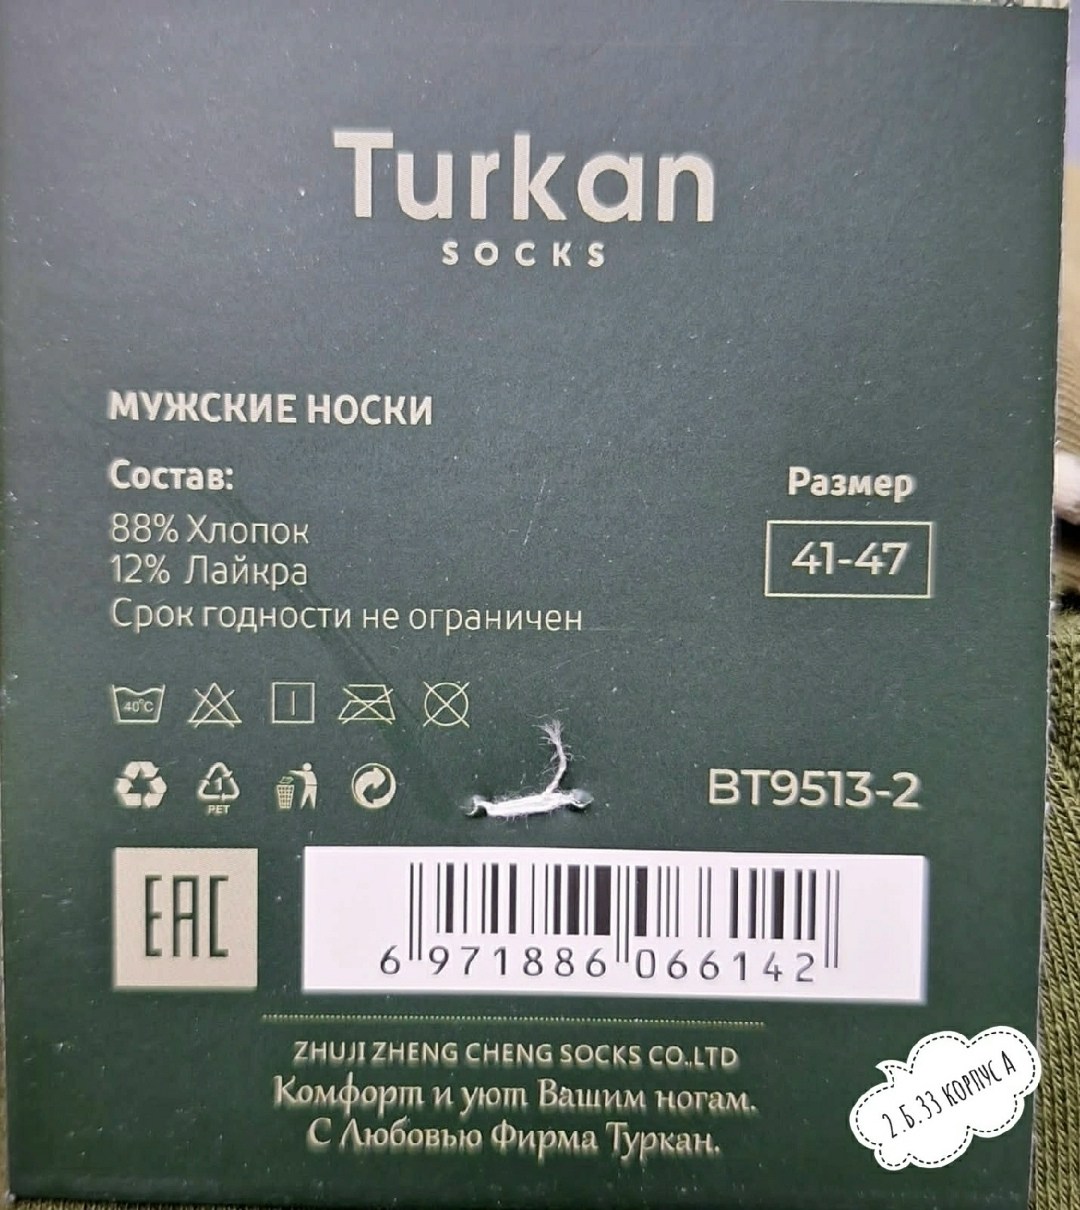 Turkan
SOCKS
МУЖСКИЕ НОСКИ
Состав:
88% Хлопок
12% Лайкра
Срок годности не ограничен
Размер
41-47
40°C
1
PET
BT9513-2
EAC
6 971886 066142
ZHUJI ZHENG CHENG SOCKS CO.,LTD
Комфорт и уют Вашим ногам.
С Любовью Фирма Туркан.
2.Б.33 КОРПУС А